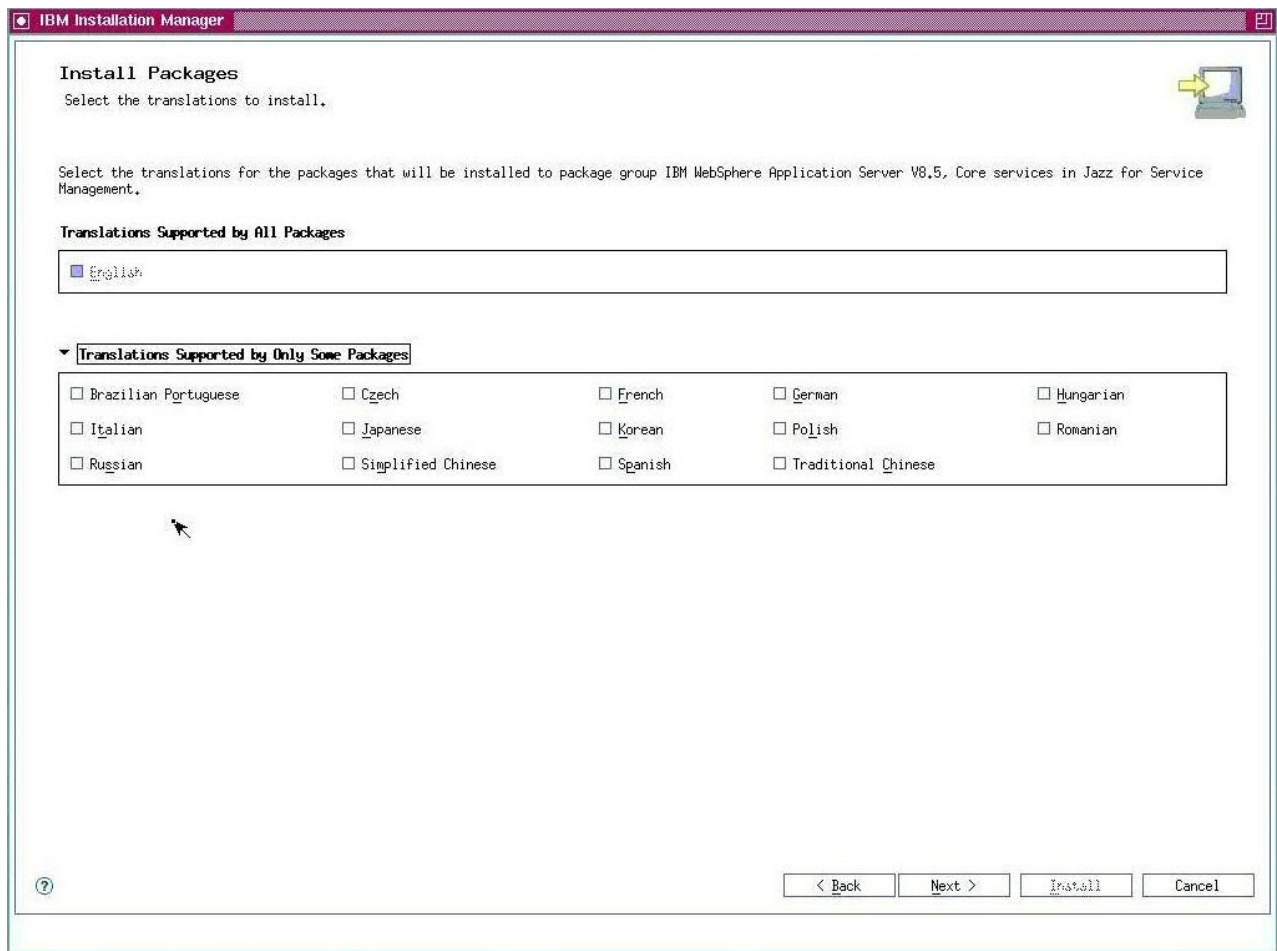 IBM Installation Manager
Install Packages
Select the translations to install.
Select the translations for the packages that will be installed to package group IBM WebSphere Application Server V8.5, Core services in Jazz for Service
Management.
Translations Supported by All Packages
English
Translations Supported by Only Some Packages
Brazilian Portuguese Czech French German Hungarian
Italian Japanese Korean Polish Romanian
Russian Simplified Chinese Spanish Traditional Chinese
? < Back Next > Install Cancel